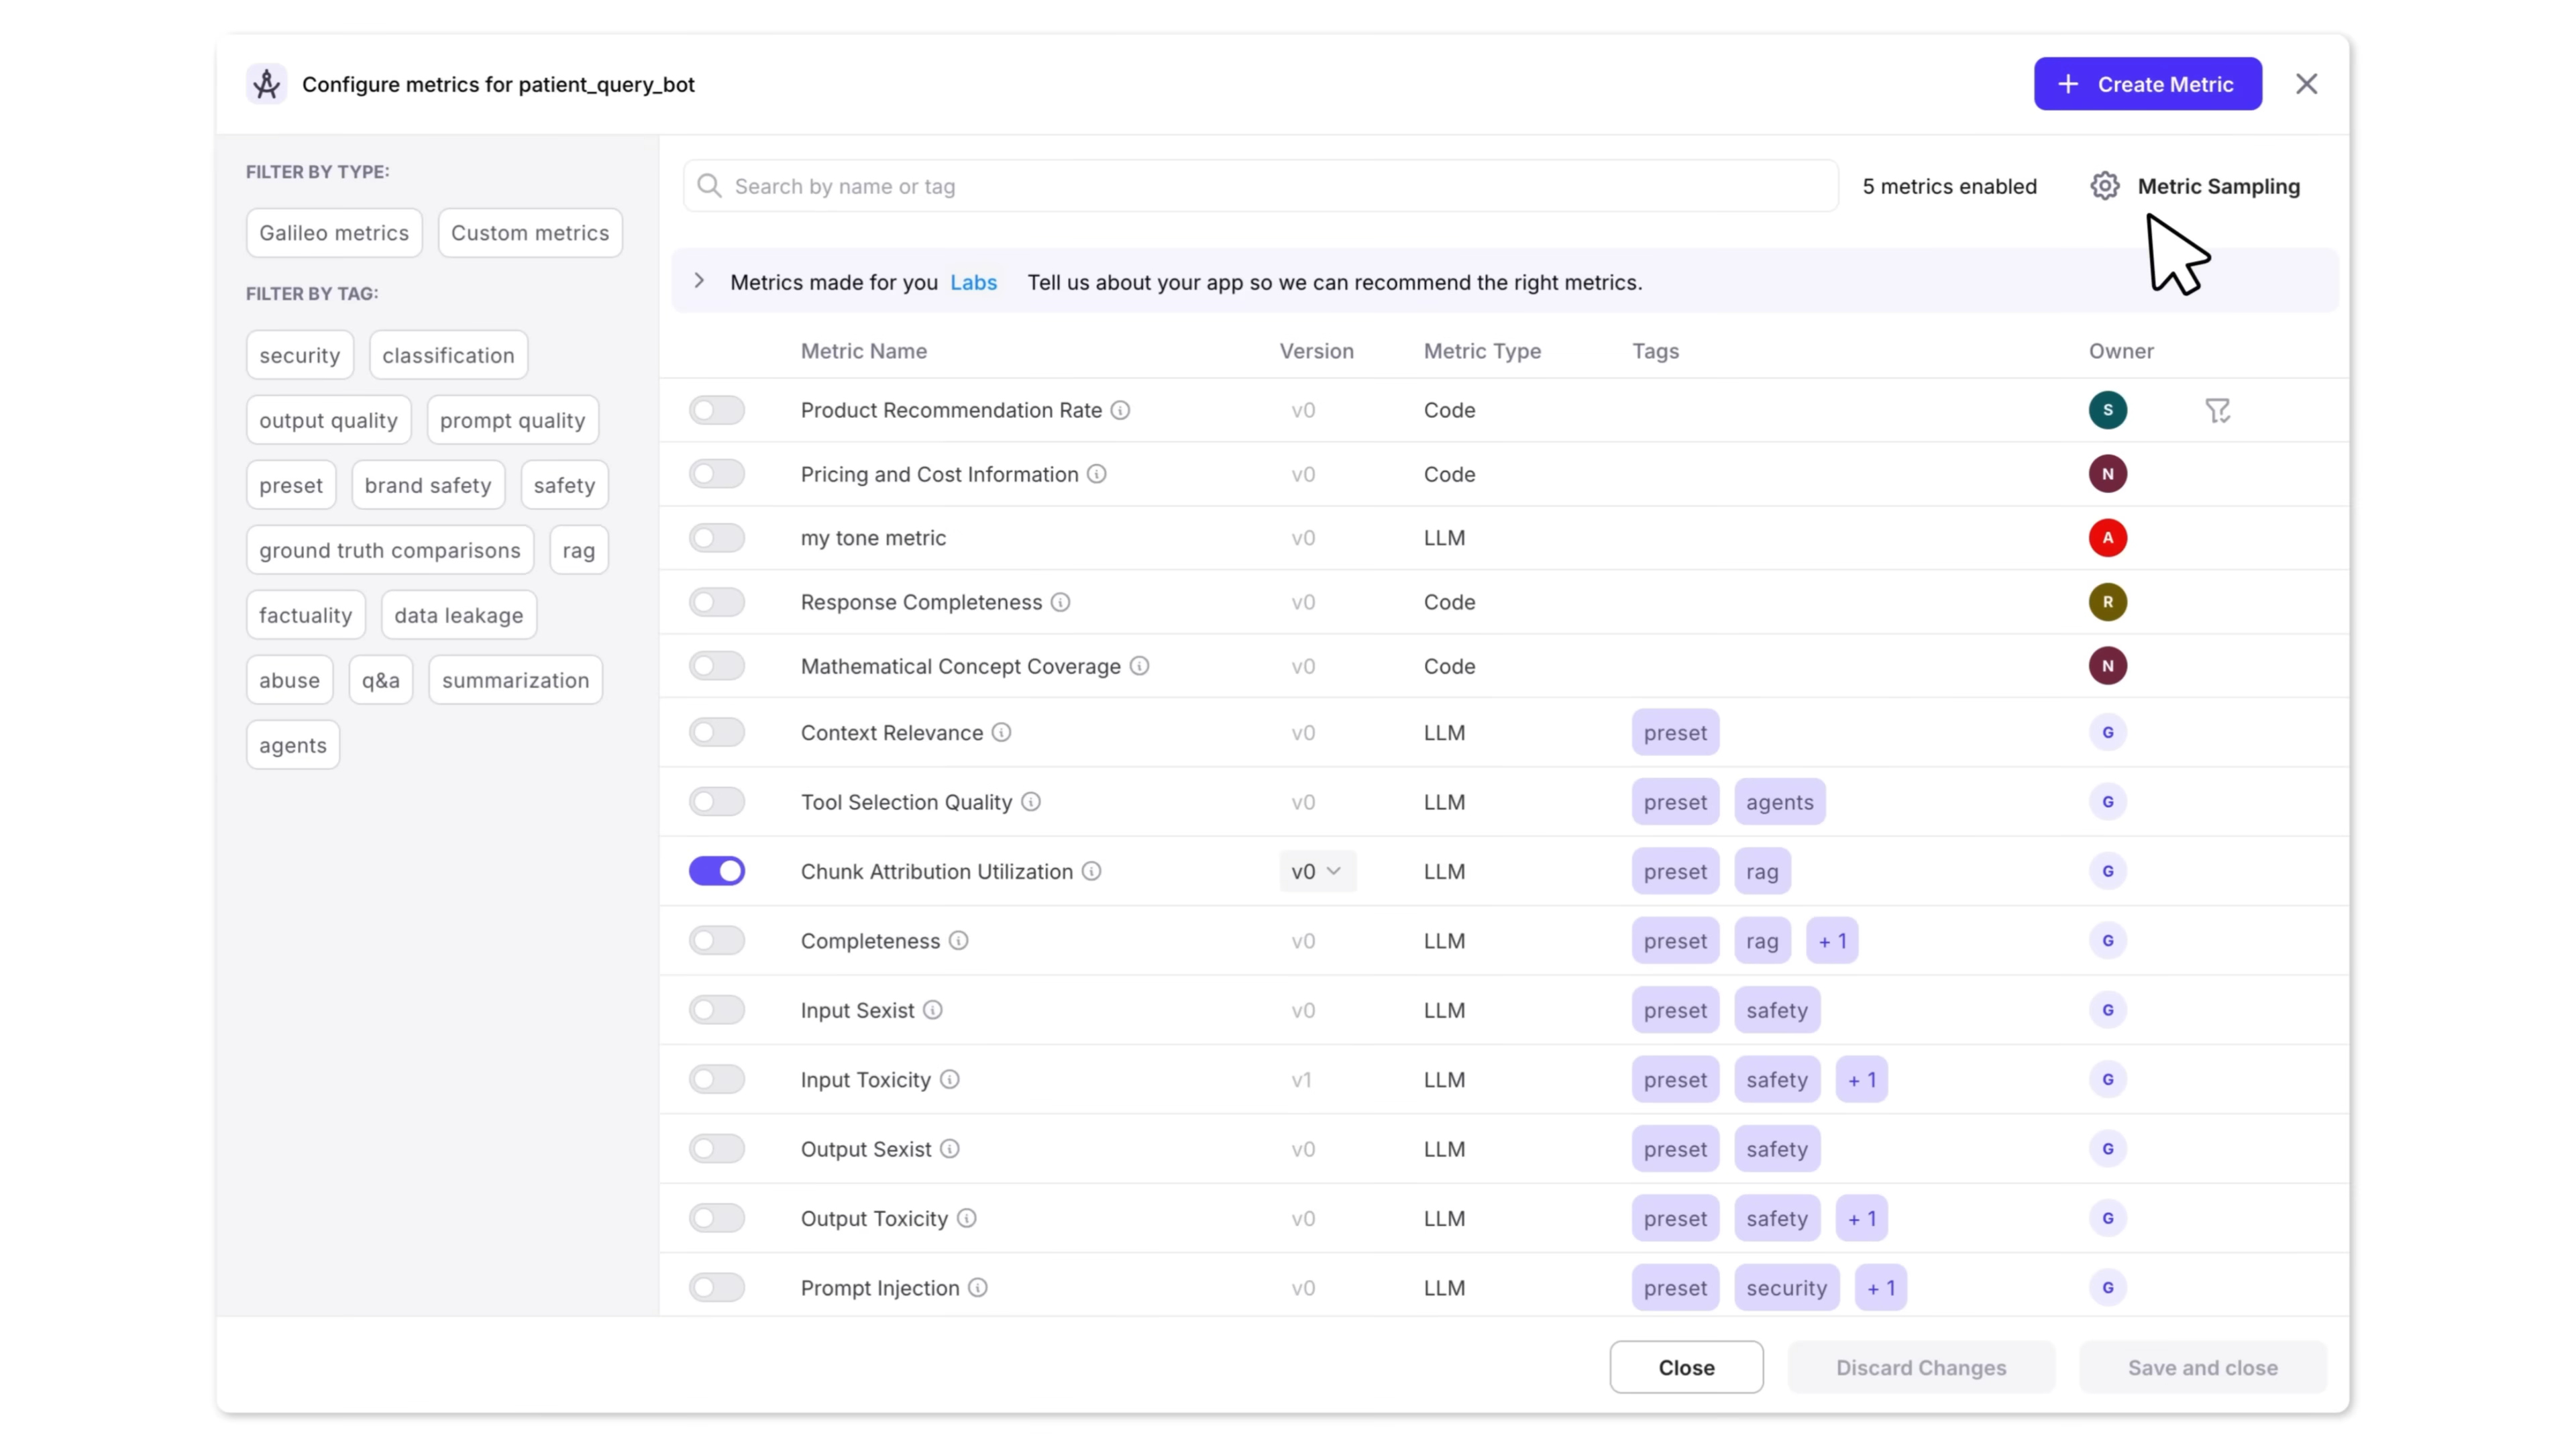 Configure metrics for patient_query_bot
+ Create Metric
FILTER BY TYPE:
Galileo metrics
Custom metrics
FILTER BY TAG:
security
classification
output quality
prompt quality
preset
brand safety
safety
ground truth comparisons
rag
factuality
data leakage
abuse
q&a
summarization
agents
Search by name or tag
5 metrics enabled
Metric Sampling
Metrics made for you Labs Tell us about your app so we can recommend the right metrics.
Metric Name Version Metric Type Tags Owner
Product Recommendation Rate v0 Code S
Pricing and Cost Information v0 Code N
my tone metric v0 LLM A
Response Completeness v0 Code R
Mathematical Concept Coverage v0 Code N
Context Relevance v0 LLM preset G
Tool Selection Quality v0 LLM preset agents G
Chunk Attribution Utilization v0 LLM preset rag G
Completeness v0 LLM preset rag + 1 G
Input Sexist v0 LLM preset safety G
Input Toxicity v1 LLM preset safety + 1 G
Output Sexist v0 LLM preset safety G
Output Toxicity v0 LLM preset safety + 1 G
Prompt Injection v0 LLM preset security + 1 G
Close
Discard Changes
Save and close